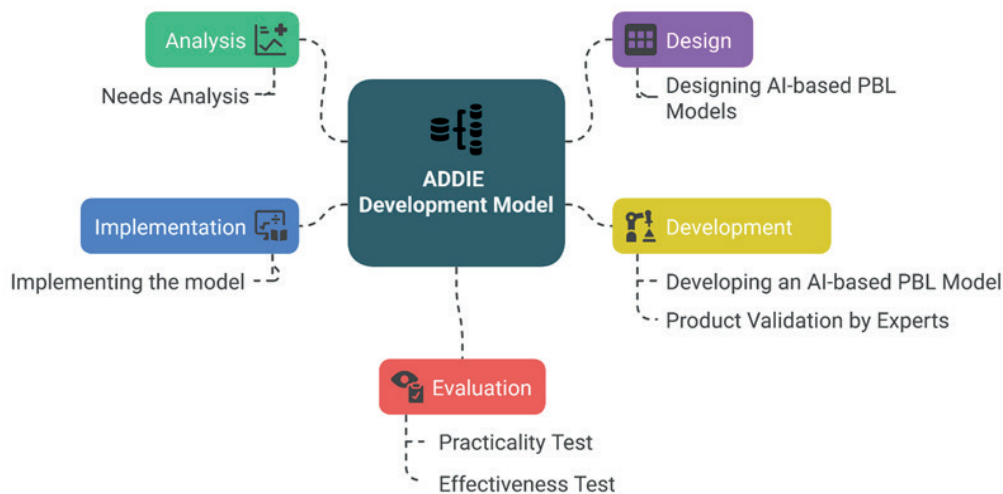 Analysis
Needs Analysis
Design
Designing AI-based PBL
Models
ADDIE
Development Model
Implementation
Implementing the model
Development
Developing an AI-based PBL Model
Product Validation by Experts
Evaluation
Practicality Test
Effectiveness Test